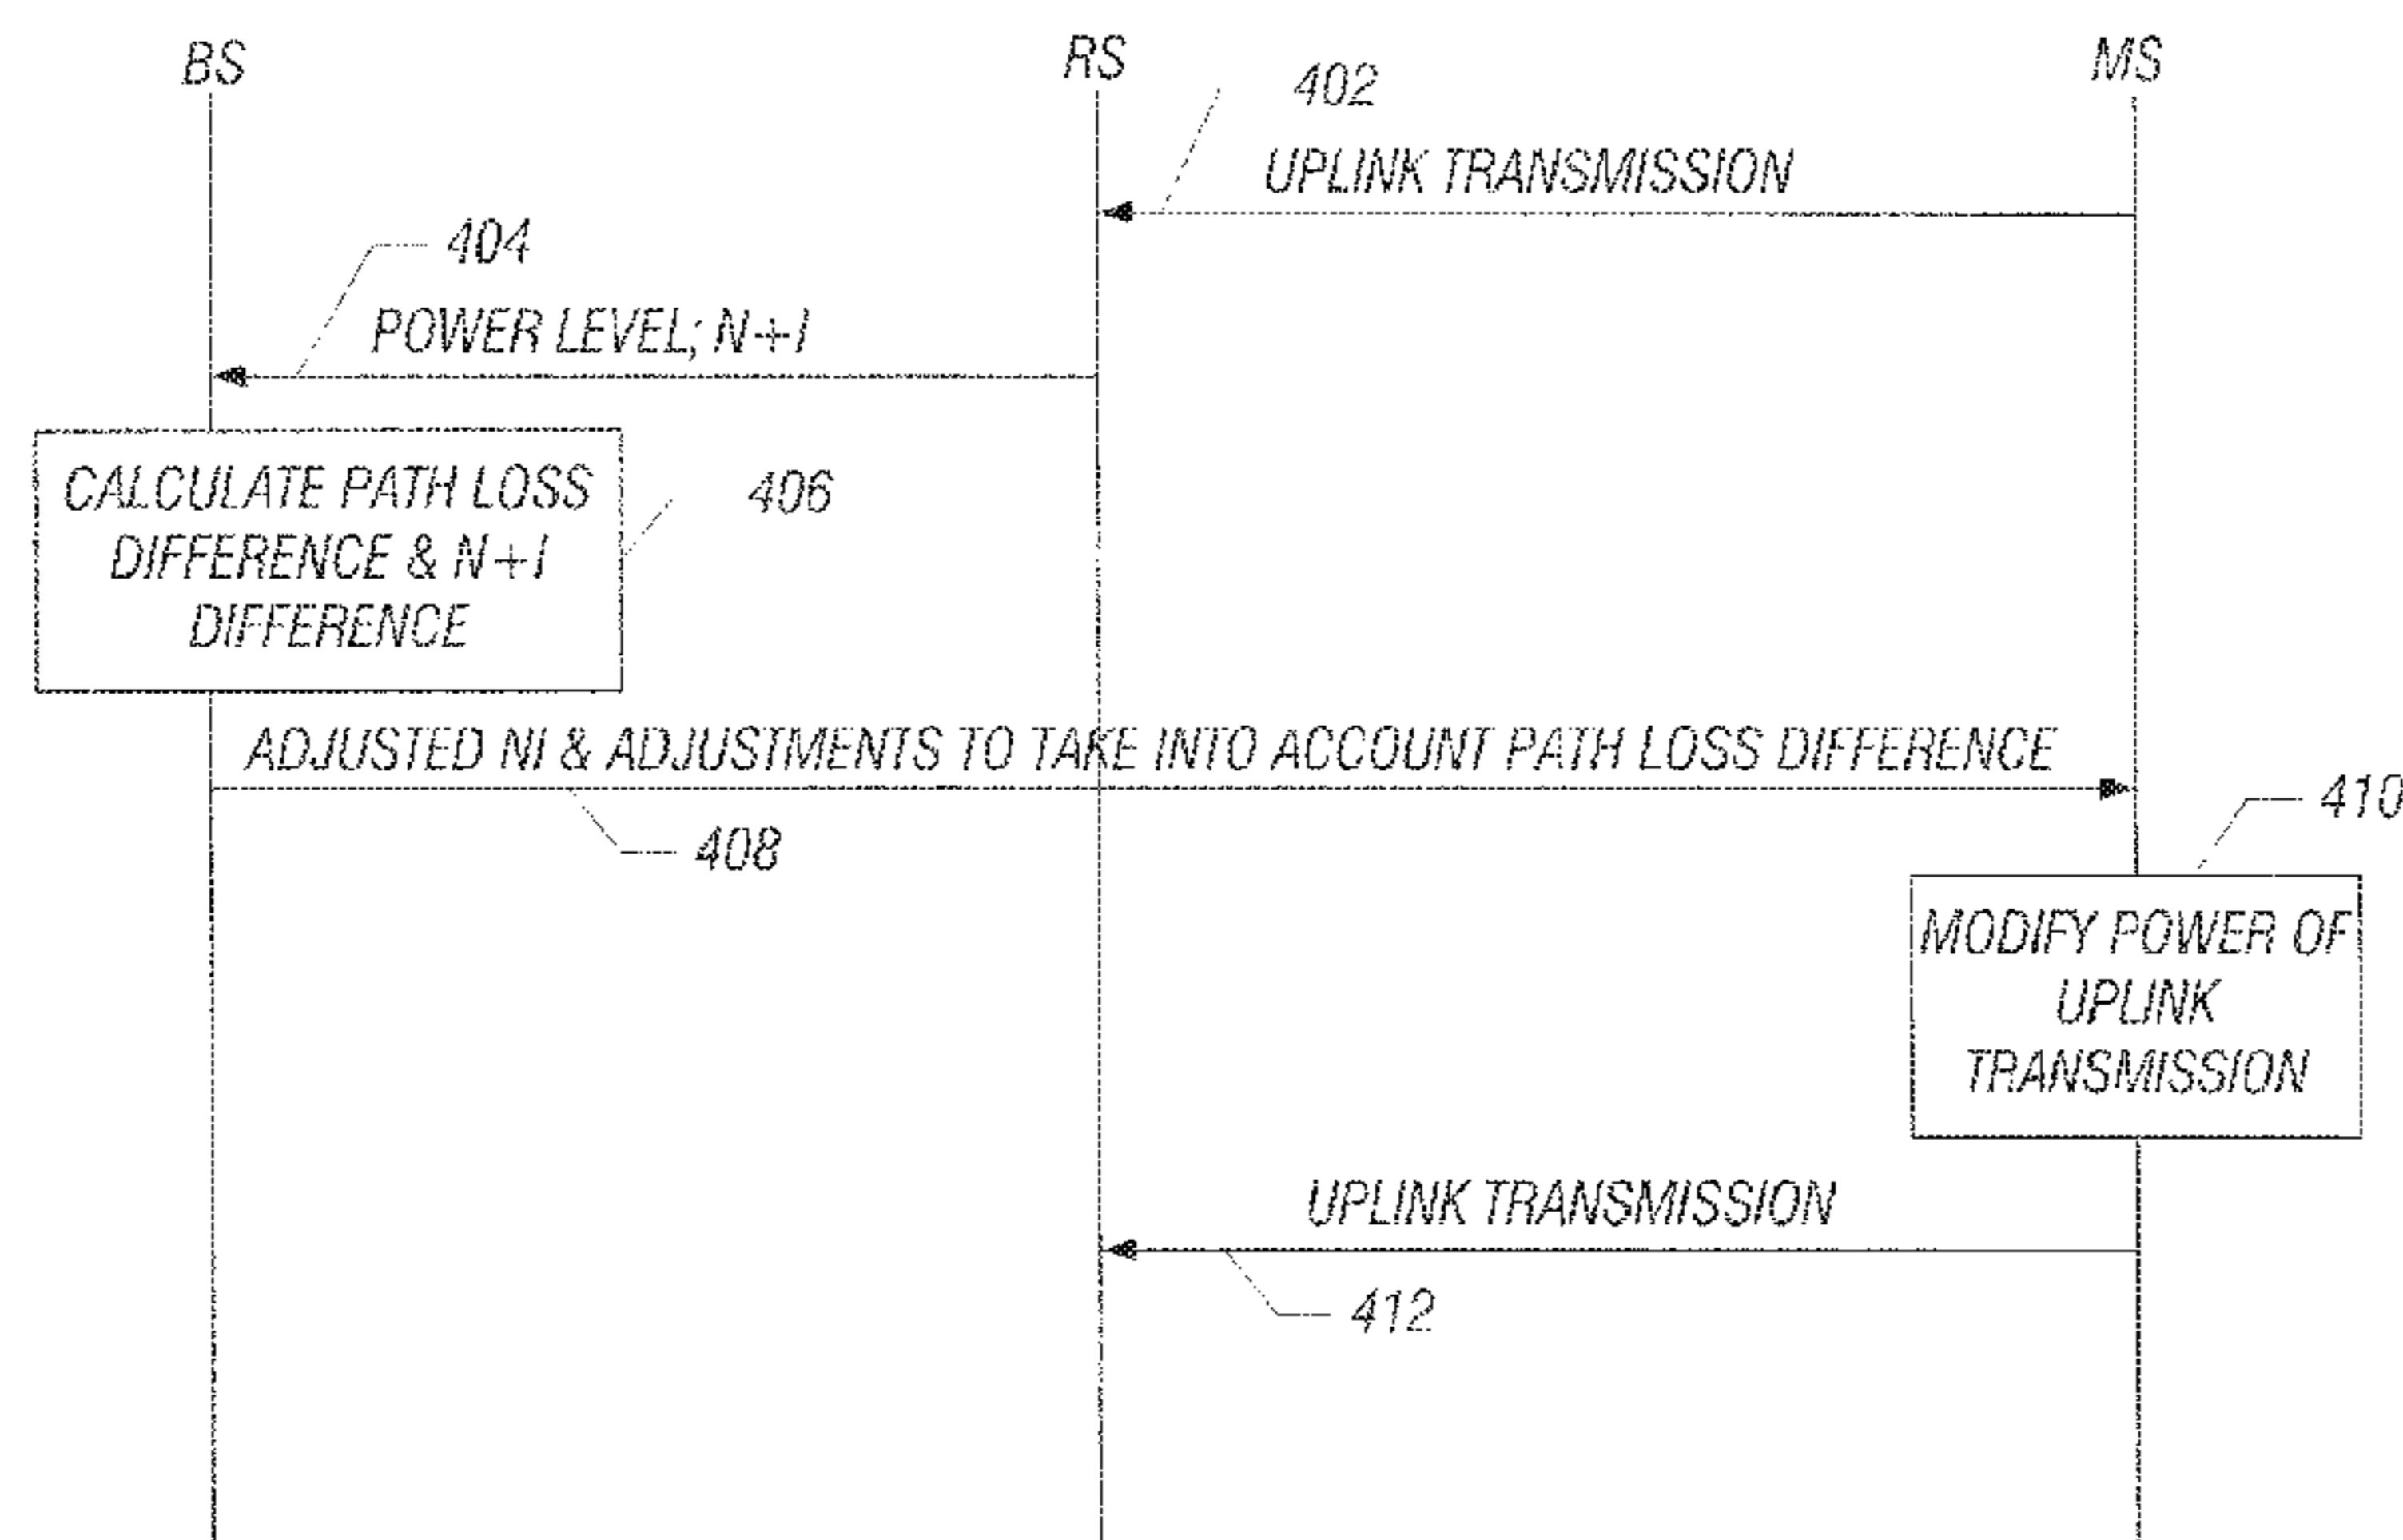 BS
RS
MS
402
UPLINK TRANSMISSION
404
POWER LEVEL; N+I
CALCULATE PATH LOSS
DIFFERENCE & N+I
DIFFERENCE
406
ADJUSTED NI & ADJUSTMENTS TO TAKE INTO ACCOUNT PATH LOSS DIFFERENCE
408
410
MODIFY POWER OF
UPLINK
TRANSMISSION
UPLINK TRANSMISSION
412